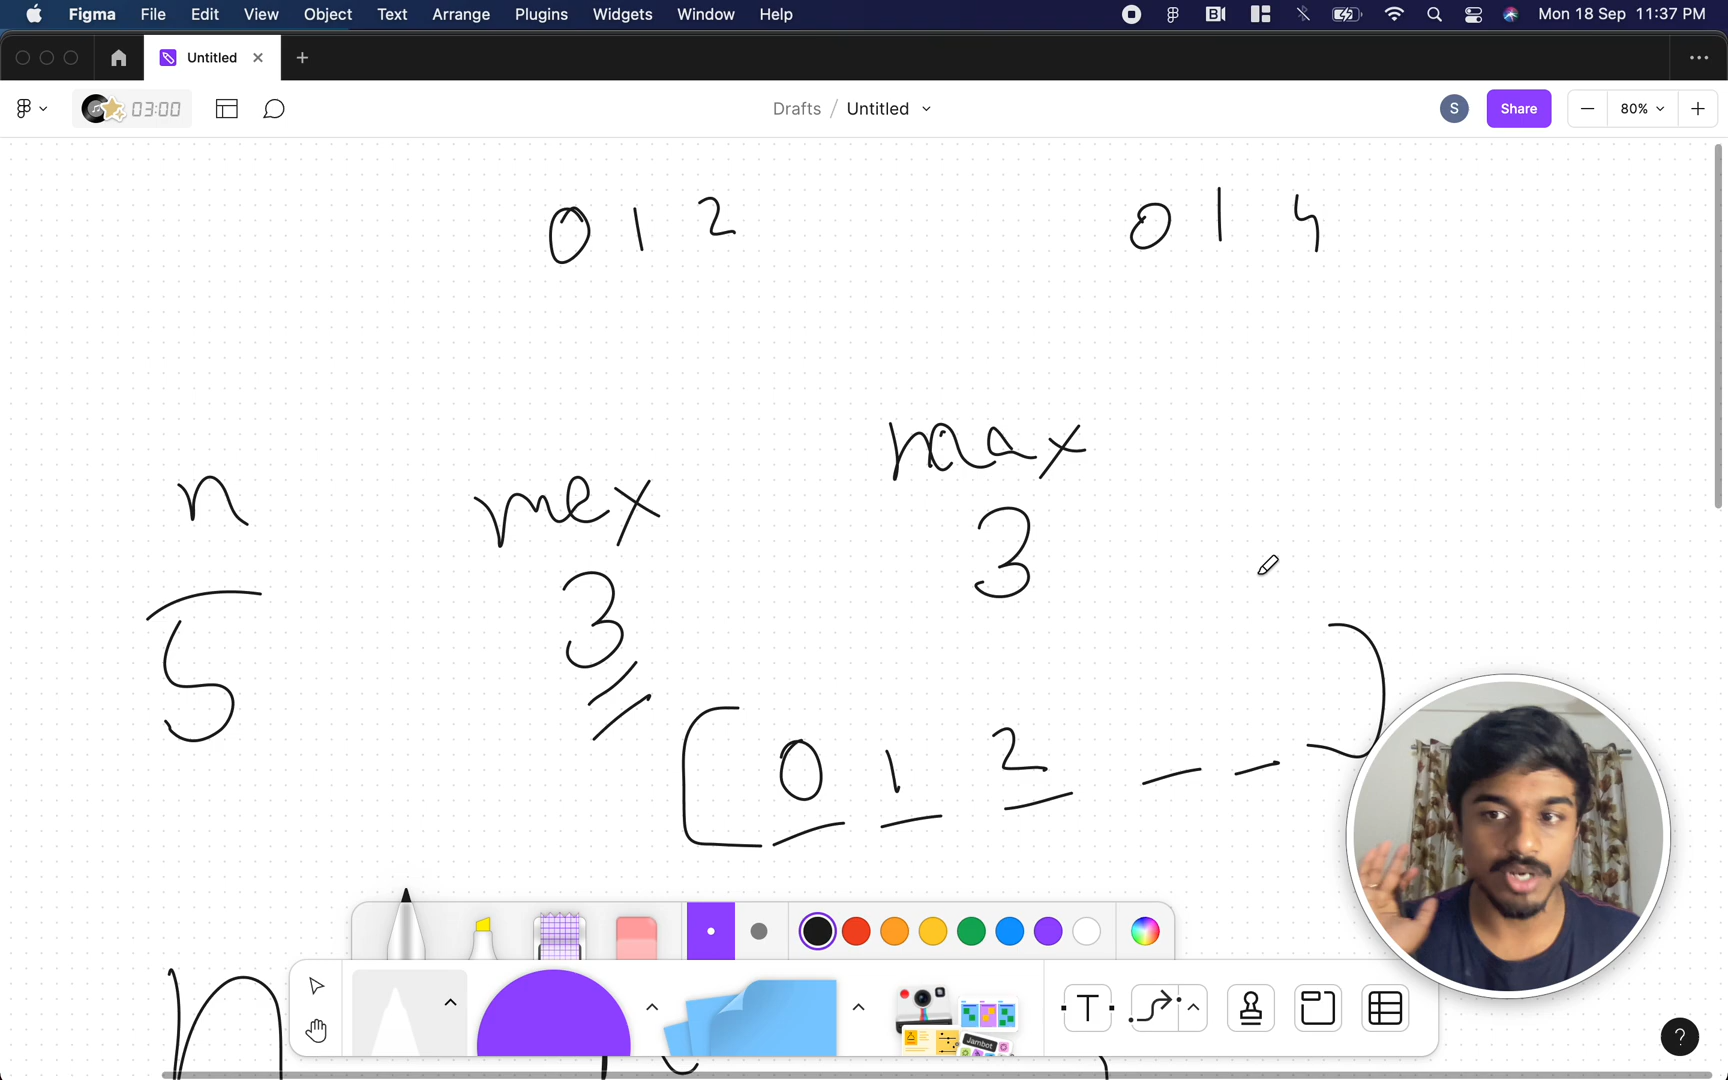 Figma File Edit View Object Text Arrange Plugins Widgets Window Help Mon 18 Sep 11:37 PM
Untitled
03:00 Drafts / Untitled S Share 80%
0 1 2 0 1 4
max
n mex
3
5 3
[ 0 1 2 _ _ ]
n
T
Jambot
?